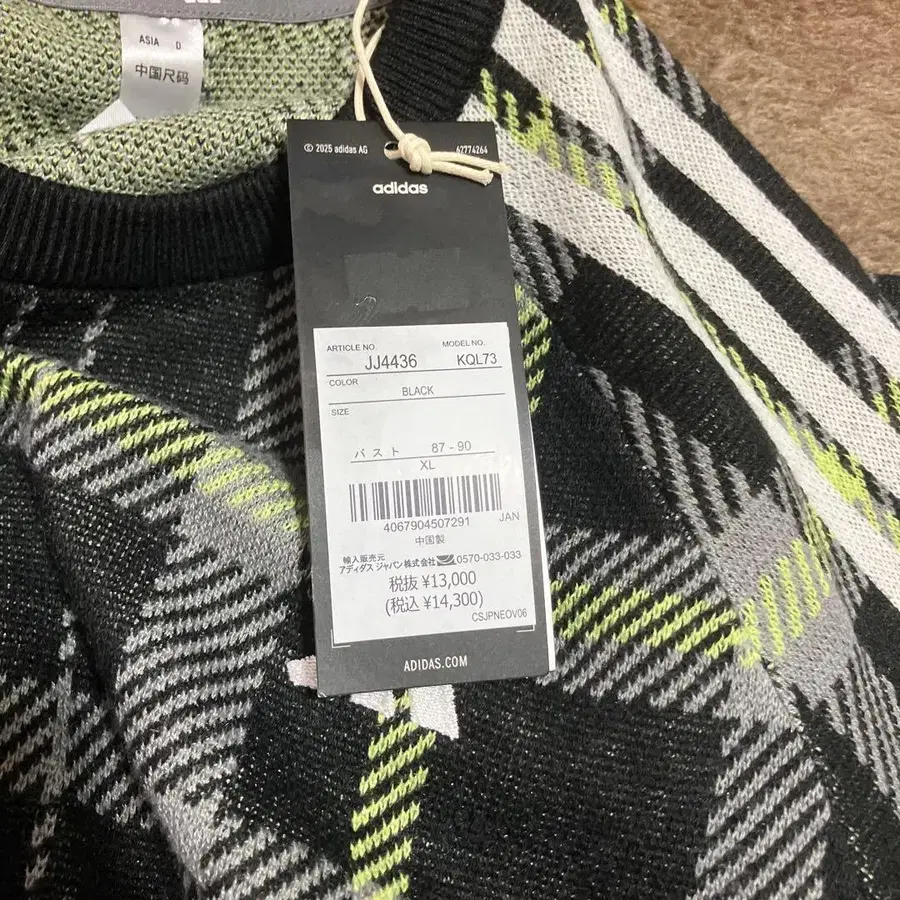 ASIA D
中国尺码
© 2025 adidas AG 62774264
adidas
ARTICLE NO. MODEL NO.
JJ4436 KQL73
COLOR
BLACK
SIZE
バスト 87-90
XL
4067904507291 JAN
中国製
輸入販売元
アディダス ジャパン株式会社 0570-033-033
税抜 ¥13,000
(税込 ¥14,300)
CSJPNEOV06
ADIDAS.COM